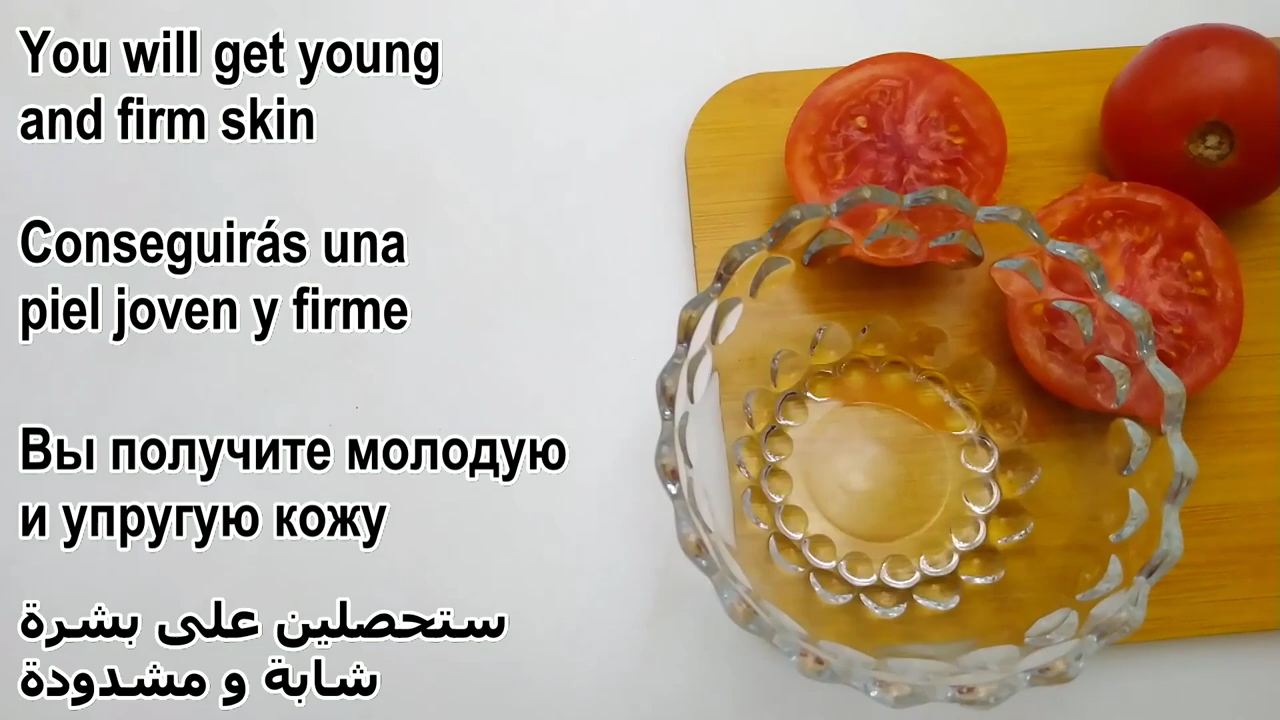 You will get young
and firm skin
Conseguirás una
piel joven y firme
Вы получите молодую
и упругую кожу
ستحصلين على بشرة
شابة و مشدودة